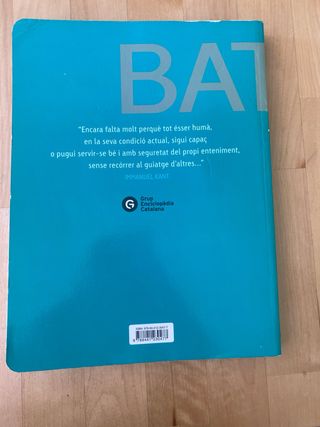 BAT
“Encara falta molt perquè tot ésser humà,
en la seva condició actual, sigui capaç
o pugui servir-se bé i amb seguretat del propi enteniment,
sense recórrer al guiatge d'altres...”
IMMANUEL KANT
Grup
Enciclopèdia
Catalana